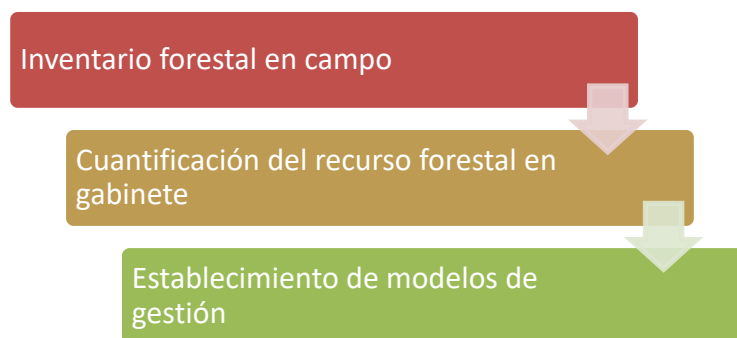 Inventario forestal en campo
Cuantificación del recurso forestal en
gabinete
Establecimiento de modelos de
gestión